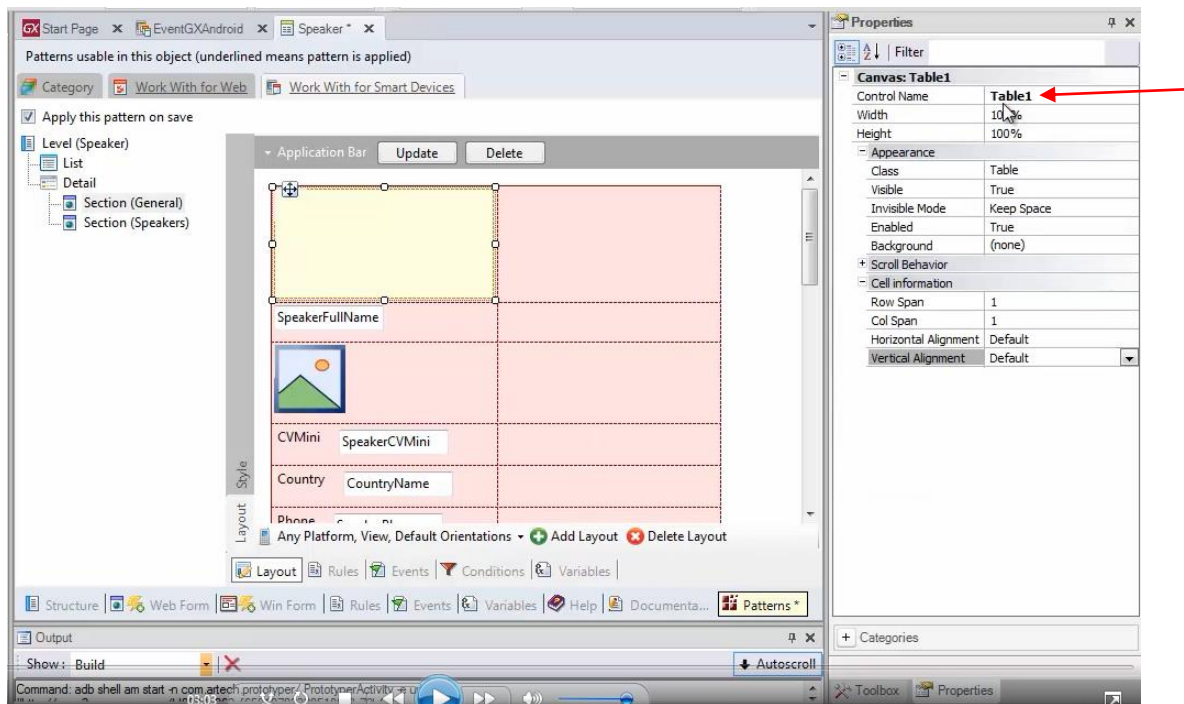 GX Start Page X EventGXAndroid X Speaker * X
Patterns usable in this object (underlined means pattern is applied)
Category Work With for Web Work With for Smart Devices
Apply this pattern on save
Level (Speaker)
List
Detail
Section (General)
Section (Speakers)
Application Bar Update Delete
SpeakerFullName
CVMini SpeakerCVMini
Country CountryName
Phone
Style
Layout
Any Platform, View, Default Orientations Add Layout Delete Layout
Layout Rules Events Conditions Variables
Structure Web Form Win Form Rules Events Variables Help Documenta... Patterns *
Output
Show: Build Autoscroll
Command: adb shell am start -n com.artech.prototyper/
03:03
Properties
Filter
Canvas: Table1
Control Name Table1
Width 100%
Height 100%
Appearance
Class Table
Visible True
Invisible Mode Keep Space
Enabled True
Background (none)
Scroll Behavior
Cell information
Row Span 1
Col Span 1
Horizontal Alignment Default
Vertical Alignment Default
Categories
Toolbox Properties